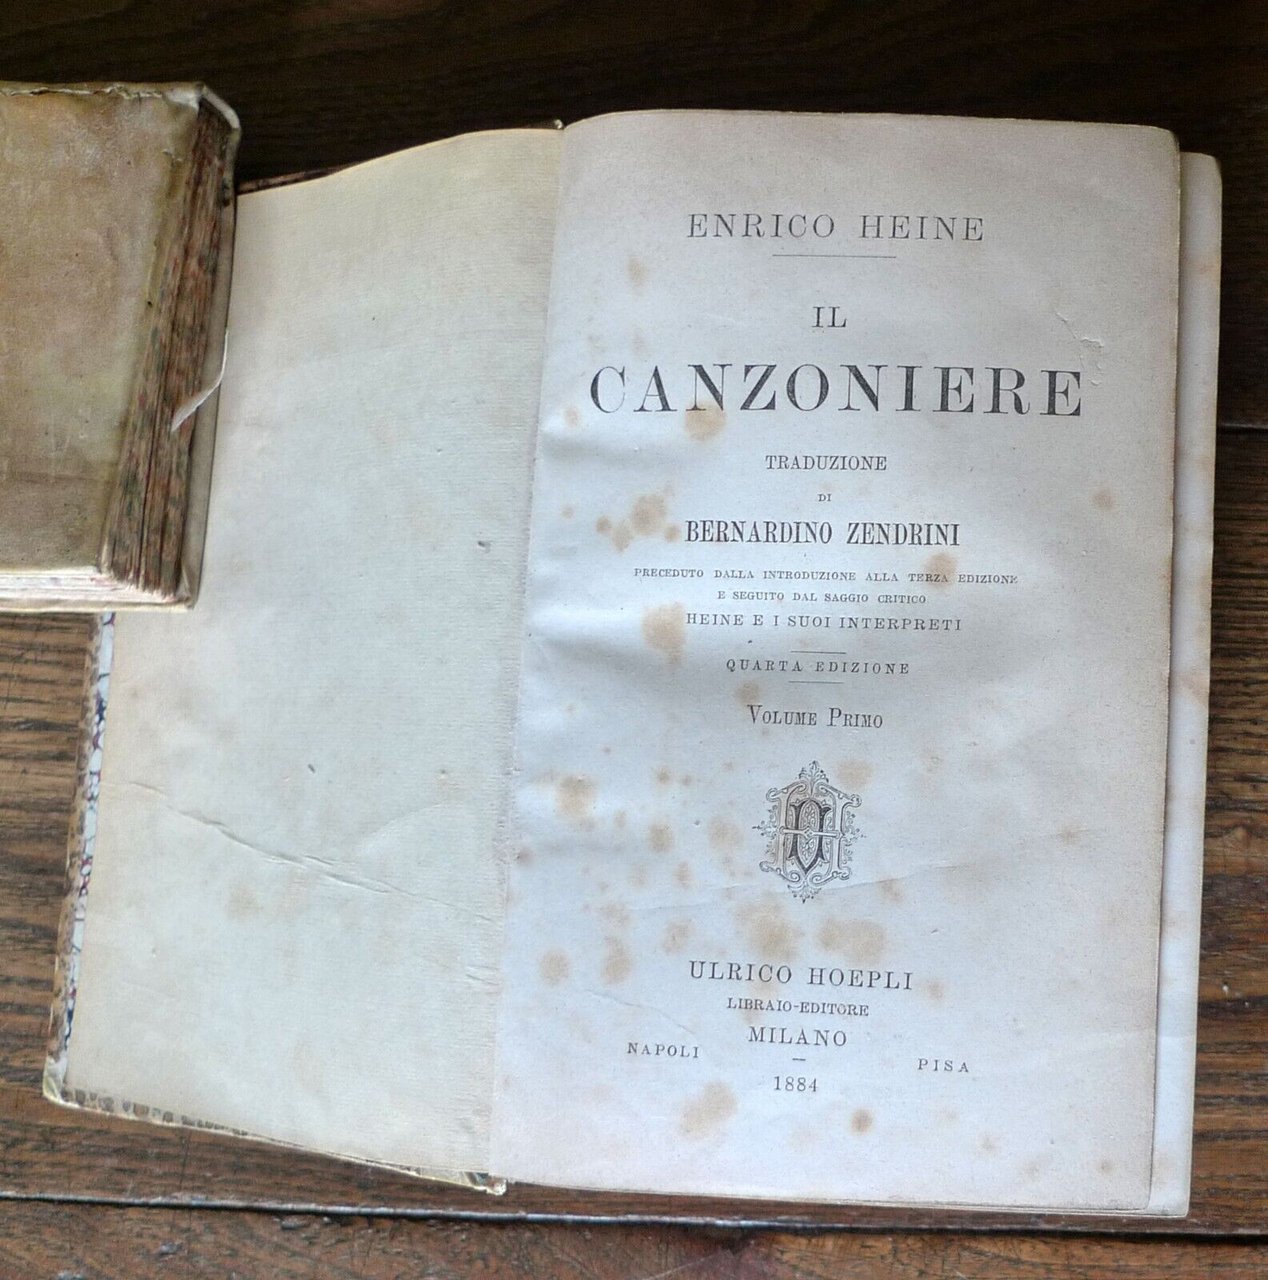 ENRICO HEINE
IL
CANZONIERE
TRADUZIONE
DI
BERNARDINO ZENDRINI
PRECEDUTO DALLA INTRODUZIONE ALLA TERZA EDIZIONE
E SEGUITO DAL SAGGIO CRITICO
HEINE E I SUOI INTERPRETI
QUARTA EDIZIONE
VOLUME PRIMO
ULRICO HOEPLI
LIBRAIO-EDITORE
MILANO
NAPOLI PISA
1884